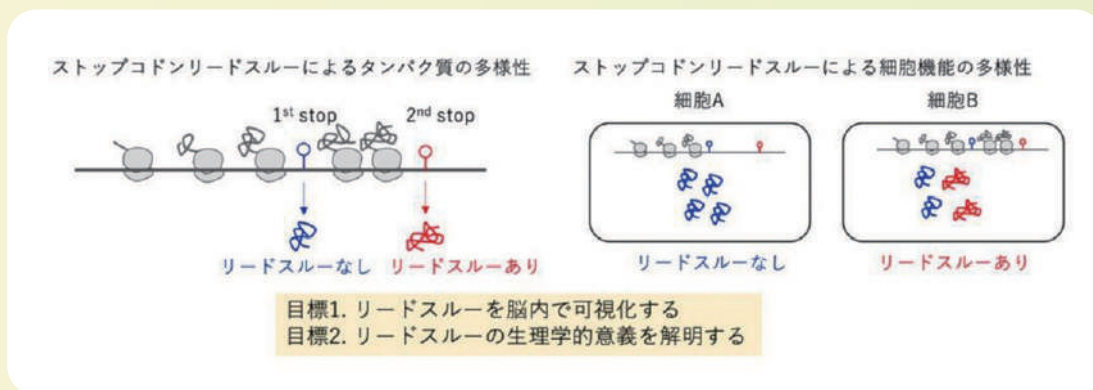 ストップコドンリードスルーによるタンパク質の多様性
1st stop
2nd stop
リードスルーなし
リードスルーあり
ストップコドンリードスルーによる細胞機能の多様性
細胞A
細胞B
リードスルーなし
リードスルーあり
目標1. リードスルーを脳内で可視化する
目標2. リードスルーの生理学的意義を解明する